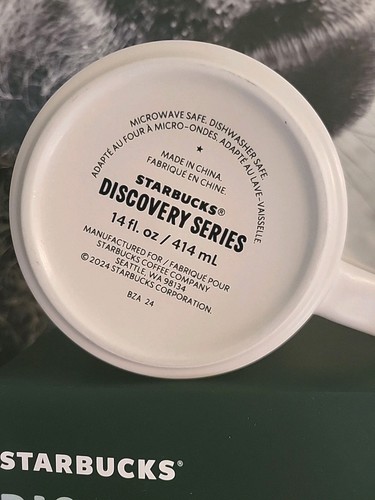 MICROWAVE SAFE. DISHWASHER SAFE.
ADAPTÉ AU FOUR À MICRO-ONDES. ADAPTÉ AU LAVE-VAISSELLE
MADE IN CHINA.
FABRIQUE EN CHINE.
STARBUCKS®
DISCOVERY SERIES
14 fl. oz / 414 mL
MANUFACTURED FOR / FABRIQUÉ POUR
STARBUCKS COFFEE COMPANY
SEATTLE, WA 98134
© 2024 STARBUCKS CORPORATION.
BZA 24
STARBUCKS®